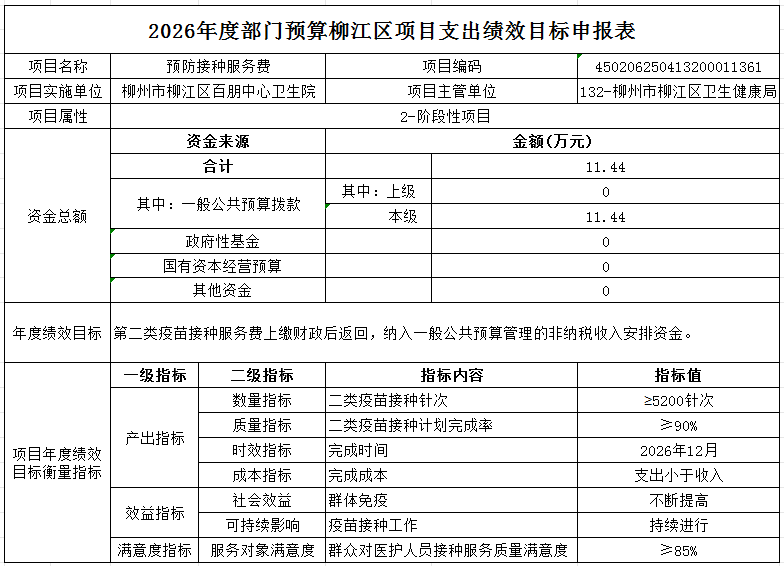 2026年度部门预算柳江区项目支出绩效目标申报表
项目名称 预防接种服务费 项目编码 450206250413200011361
项目实施单位 柳州市柳江区百朋中心卫生院 项目主管单位 132-柳州市柳江区卫生健康局
项目属性 2-阶段性项目
资金总额 资金来源 金额(万元)
合计 11.44
其中：一般公共预算拨款 其中：上级 0
本级 11.44
政府性基金 0
国有资本经营预算 0
其他资金 0
年度绩效目标 第二类疫苗接种服务费上缴财政后返回，纳入一般公共预算管理的非纳税收入安排资金。
项目年度绩效
目标衡量指标
一级指标 二级指标 指标内容 指标值
产出指标 数量指标 二类疫苗接种针次 ≥5200针次
质量指标 二类疫苗接种计划完成率 ≥90%
时效指标 完成时间 2026年12月
成本指标 完成成本 支出小于收入
效益指标 社会效益 群体免疫 不断提高
可持续影响 疫苗接种工作 持续进行
满意度指标 服务对象满意度 群众对医护人员接种服务质量满意度 ≥85%